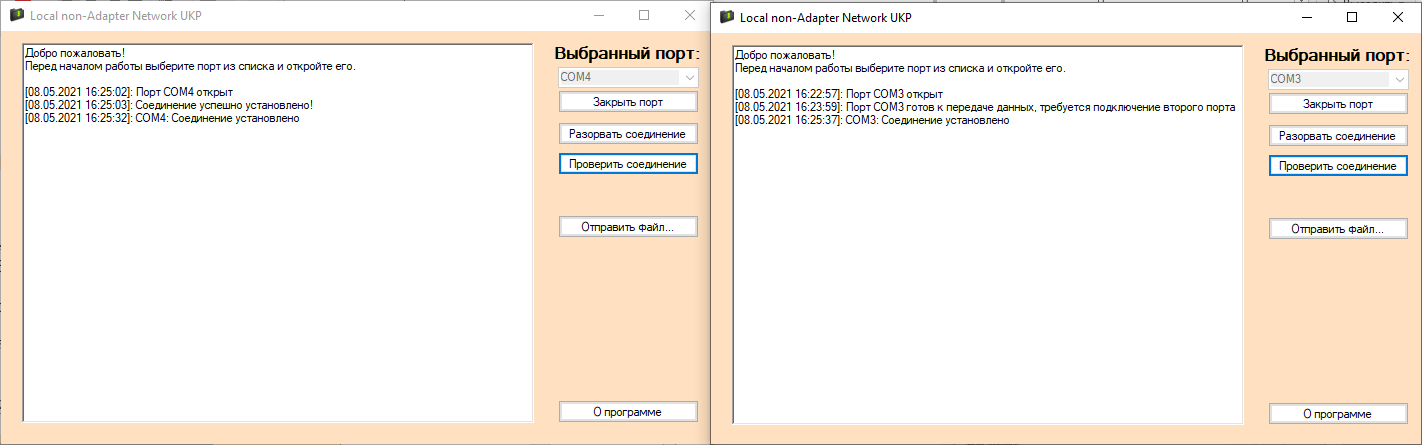 Local non-Adapter Network UKP
Добро пожаловать!
Перед началом работы выберите порт из списка и откройте его.
[08.05.2021 16:25:02]: Порт COM4 открыт
[08.05.2021 16:25:03]: Соединение успешно установлено!
[08.05.2021 16:25:32]: COM4: Соединение установлено
Выбранный порт:
COM4
Закрыть порт
Разорвать соединение
Проверить соединение
Отправить файл...
О программе
Local non-Adapter Network UKP
Добро пожаловать!
Перед началом работы выберите порт из списка и откройте его.
[08.05.2021 16:22:57]: Порт COM3 открыт
[08.05.2021 16:23:59]: Порт COM3 готов к передаче данных, требуется подключение второго порта
[08.05.2021 16:25:37]: COM3: Соединение установлено
Выбранный порт:
COM3
Закрыть порт
Разорвать соединение
Проверить соединение
Отправить файл...
О программе